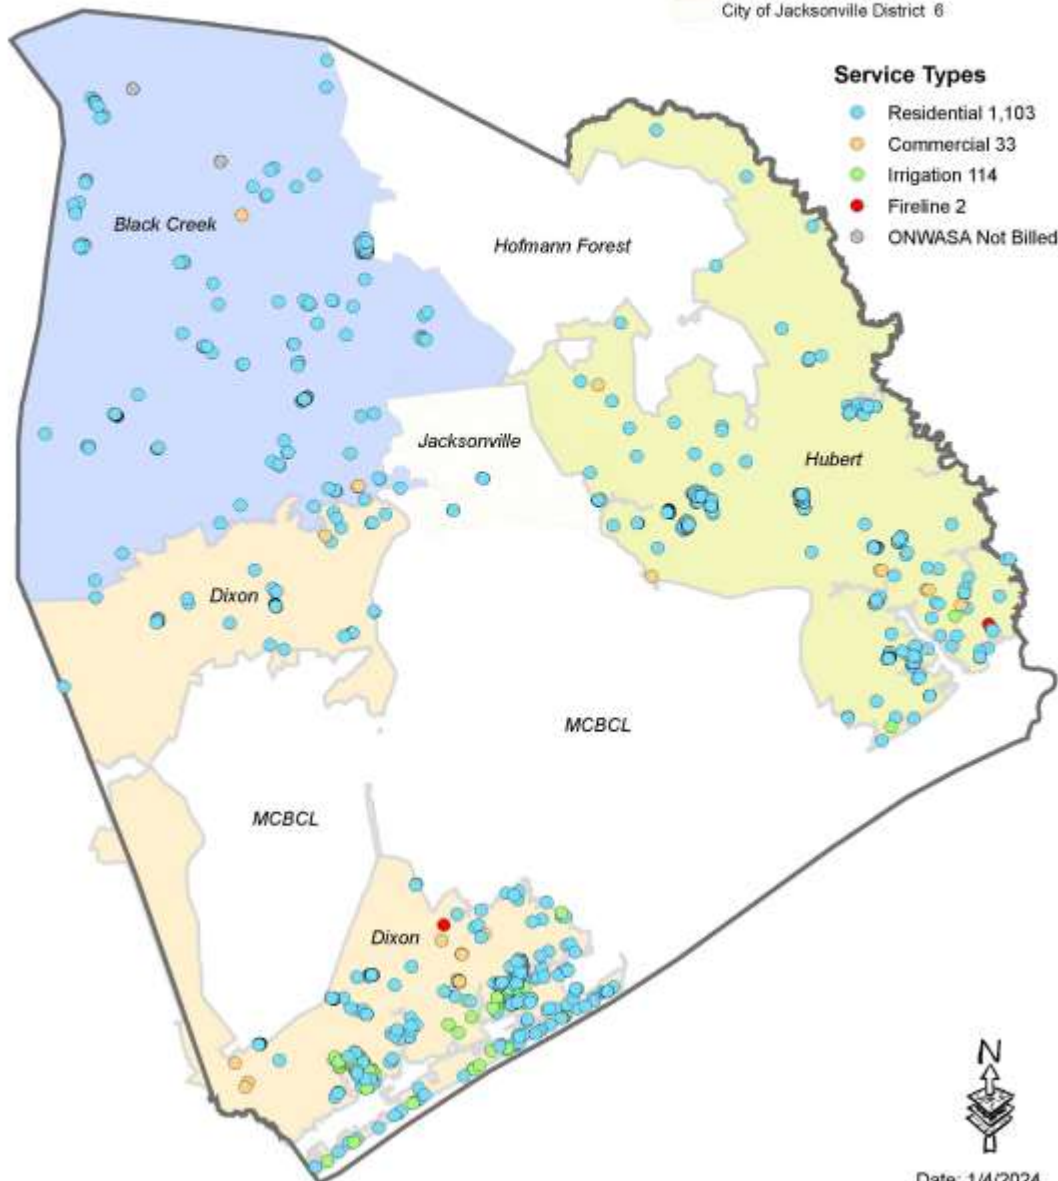 City of Jacksonville District 6
Service Types
Residential 1,103
Commercial 33
Irrigation 114
Fireline 2
ONWASA Not Billed
Black Creek
Hofmann Forest
Jacksonville
Hubert
Dixon
MCBCL
MCBCL
Dixon
N
Date: 1/4/2024